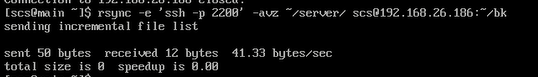 [scs@main ~]$ rsync -e 'ssh -p 2200' -avz ~/server/ scs@192.168.26.186:~/bk
sending incremental file list

sent 50 bytes  received 12 bytes  41.33 bytes/sec
total size is 0  speedup is 0.00